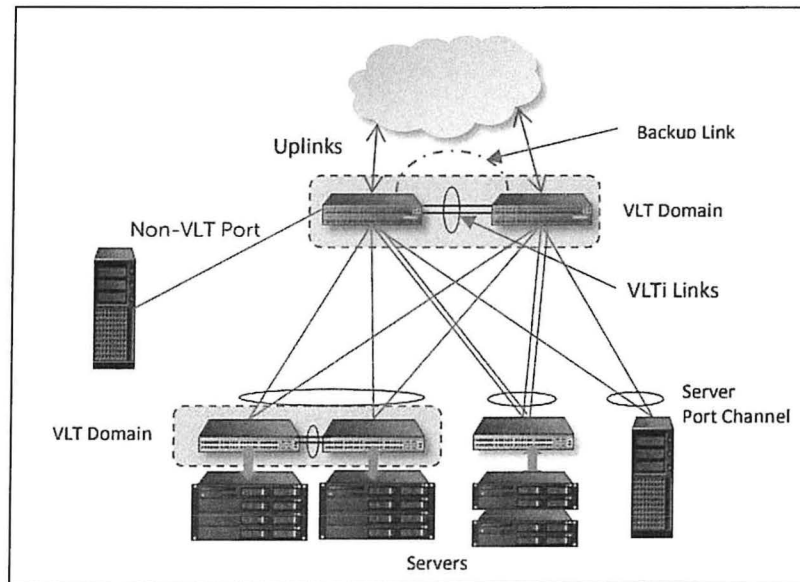 Uplinks
Backup Link
VLT Domain
Non-VLT Port
VLTi Links
Server
Port Channel
VLT Domain
Servers